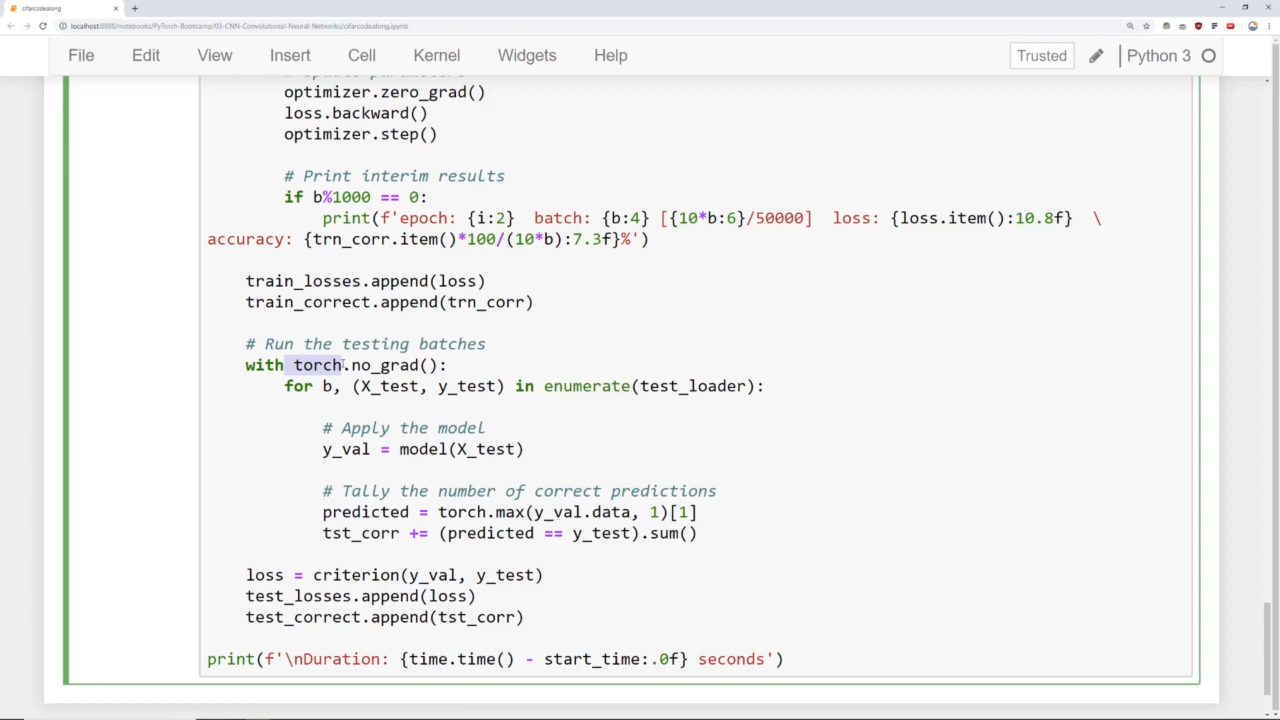 cifarcodealong
localhost:8888/notebooks/PyTorch-Bootcamp/03-CNN-Convolutional-Neural-Networks/cifarcodealong.ipynb
File Edit View Insert Cell Kernel Widgets Help Trusted Python 3
optimizer.zero_grad()
loss.backward()
optimizer.step()
# Print interim results
if b%1000 == 0:
print(f'epoch: {i:2}  batch: {b:4} [{10*b:6}/50000]  loss: {loss.item():10.8f}  \
accuracy: {trn_corr.item()*100/(10*b):7.3f}%')
train_losses.append(loss)
train_correct.append(trn_corr)
# Run the testing batches
with torch.no_grad():
for b, (X_test, y_test) in enumerate(test_loader):
# Apply the model
y_val = model(X_test)
# Tally the number of correct predictions
predicted = torch.max(y_val.data, 1)[1]
tst_corr += (predicted == y_test).sum()
loss = criterion(y_val, y_test)
test_losses.append(loss)
test_correct.append(tst_corr)
print(f'\nDuration: {time.time() - start_time:.0f} seconds')